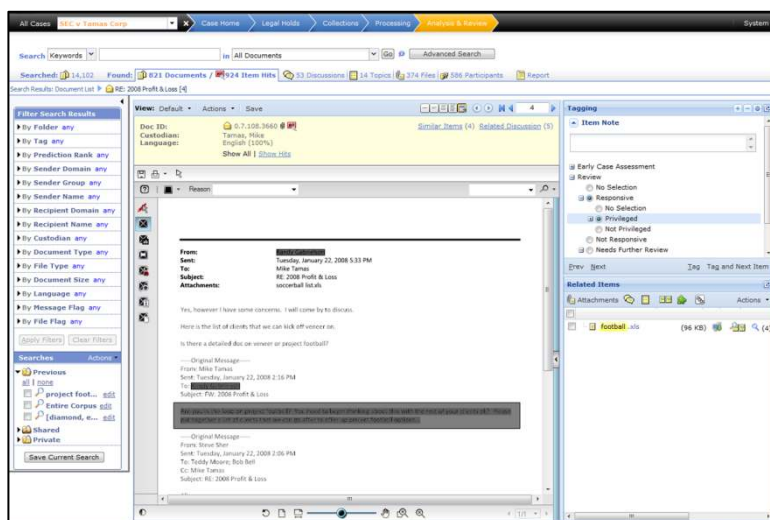 All Cases SEC v Tamas Corp X Case Home Legal Holds Collections Processing Analysis & Review System
Search Keywords in All Documents Go Advanced Search
Searched: 14,102 Found: 821 Documents / 924 Item Hits 53 Discussions 14 Topics 374 Files 586 Participants Report
Search Results: Document List RE: 2008 Profit & Loss [4]
Filter Search Results
By Folder any
By Tag any
By Prediction Rank any
By Sender Domain any
By Sender Group any
By Sender Name any
By Recipient Domain any
By Recipient Name any
By Custodian any
By Document Type any
By File Type any
By Document Size any
By Language any
By Message Flag any
By File Flag any
Apply Filters Clear Filters
Searches Actions
Previous
all | none
project foot... edit
Entire Corpus edit
[diamond, e... edit
Shared
Private
Save Current Search
View: Default Actions Save 4
Doc ID: 0.7.108.3660 Similar Items (4) Related Discussion (5)
Custodian: Tamas, Mike
Language: English (100%)
Show All | Show Hits
Reason
From:
Sent: Tuesday, January 22, 2008 5:33 PM
To: Mike Tamas
Subject: RE: 2008 Profit & Loss
Attachments: soccerball list.xls
Yes, however I have some concerns. I will come by to discuss.
Here is the list of clients that we can kick off veneer on.
Is there a detailed doc on veneer or project football?
-----Original Message-----
From: Mike Tamas
Sent: Tuesday, January 22, 2008 2:16 PM
To:
Subject: FW: 2008 Profit & Loss
-----Original Message-----
From: Steve Sher
Sent: Tuesday, January 22, 2008 2:06 PM
To: Teddy Moore; Bob Bell
Cc: Mike Tamas
Subject: RE: 2008 Profit & Loss
1/1
Tagging
Item Note
Early Case Assessment
Review
No Selection
Responsive
No Selection
Privileged
Not Privileged
Not Responsive
Needs Further Review
Prev Next Tag Tag and Next Item
Related Items
Attachments Actions
football .xls (96 KB) (4)